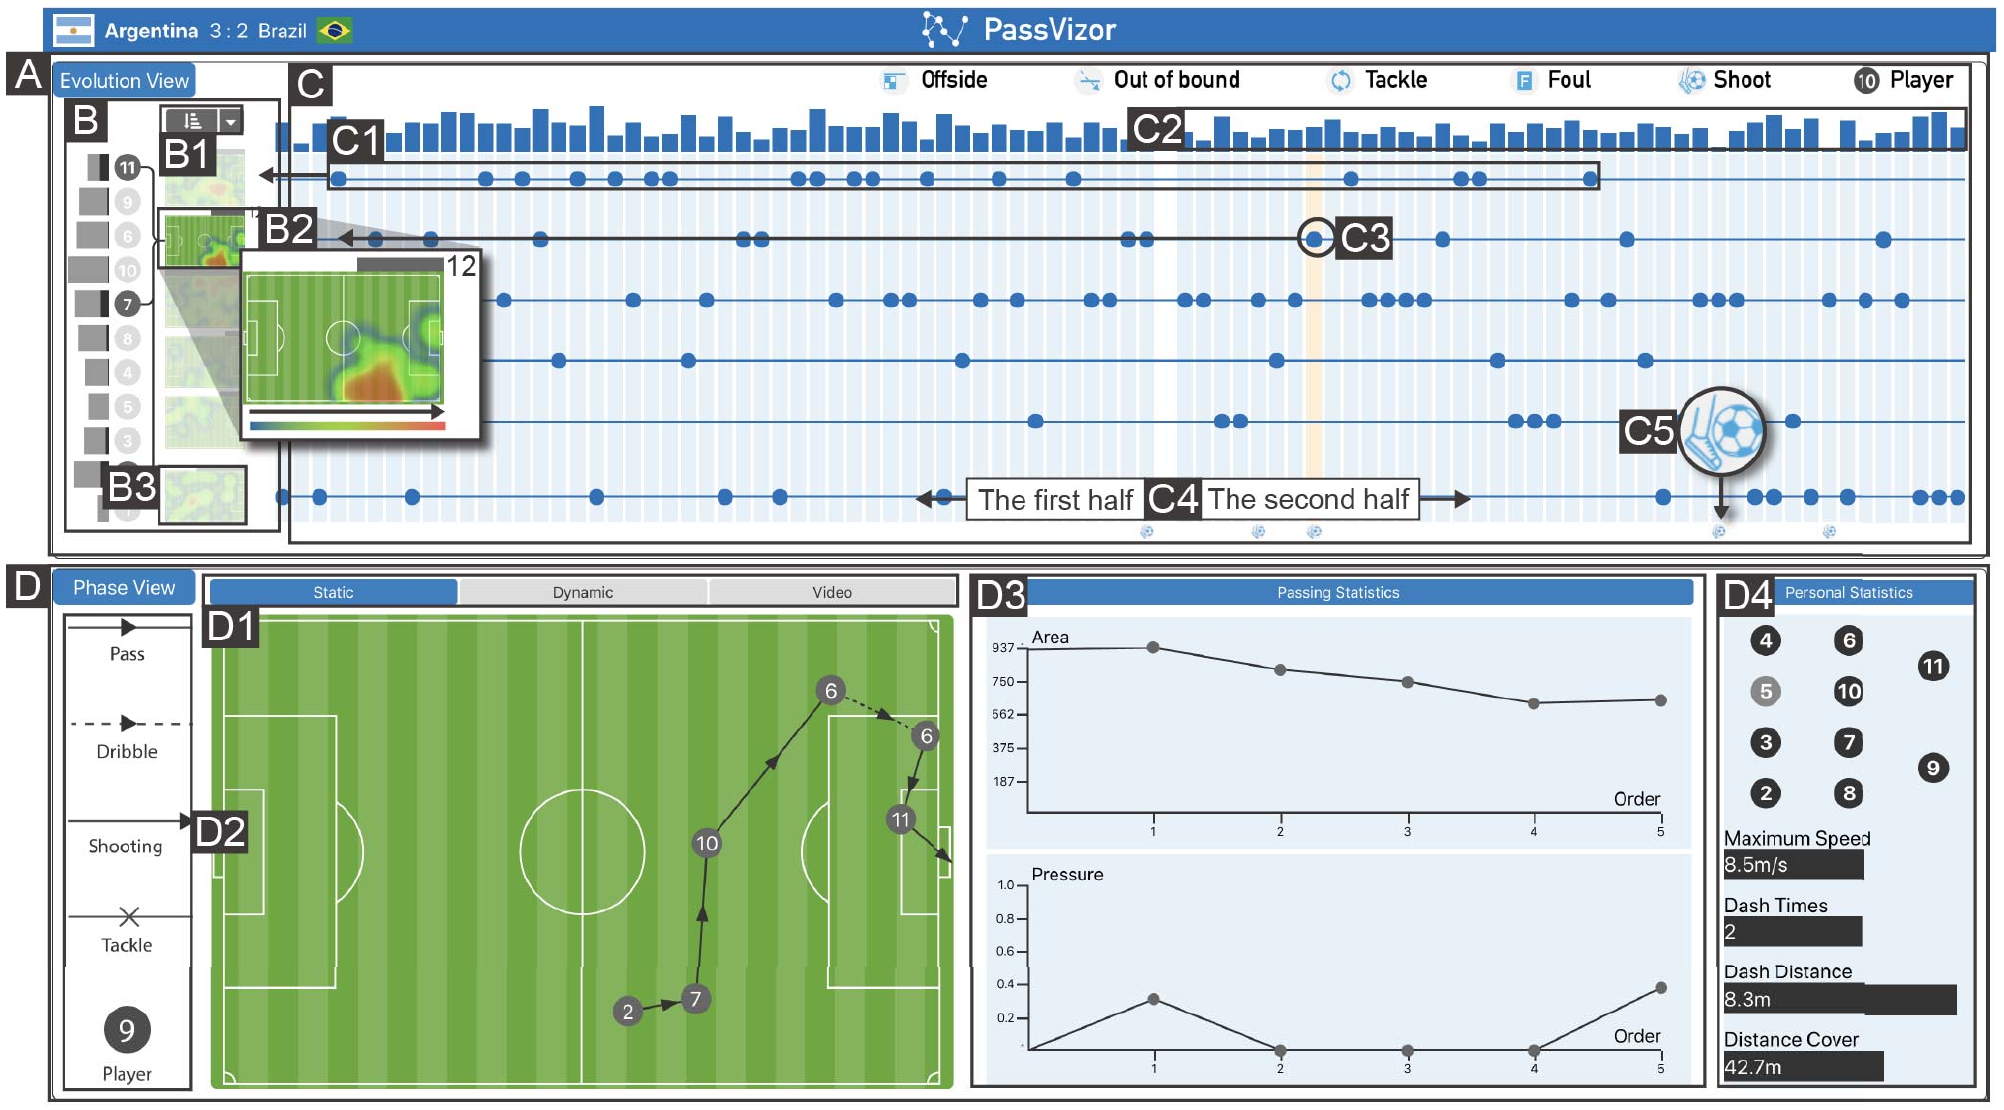 Argentina 3 : 2 Brazil
PassVizor
A
Evolution View
C
Offside
Out of bound
Tackle
F Foul
Shoot
10 Player
B
B1
C1
C2
11
9
6
10
7
8
4
5
3
B2
12
C3
C5
B3
The first half
C4
The second half
D
Phase View
Pass
Dribble
Shooting
Tackle
9
Player
Static
Dynamic
Video
D1
D2
6
6
11
10
7
2
D3
Passing Statistics
Area
937
750
562
375
187
Order
1 2 3 4 5
Pressure
1.0
0.8
0.6
0.4
0.2
Order
1 2 3 4 5
D4
Personal Statistics
4 6
11
5 10
3 7
9
2 8
Maximum Speed
8.5m/s
Dash Times
2
Dash Distance
8.3m
Distance Cover
42.7m